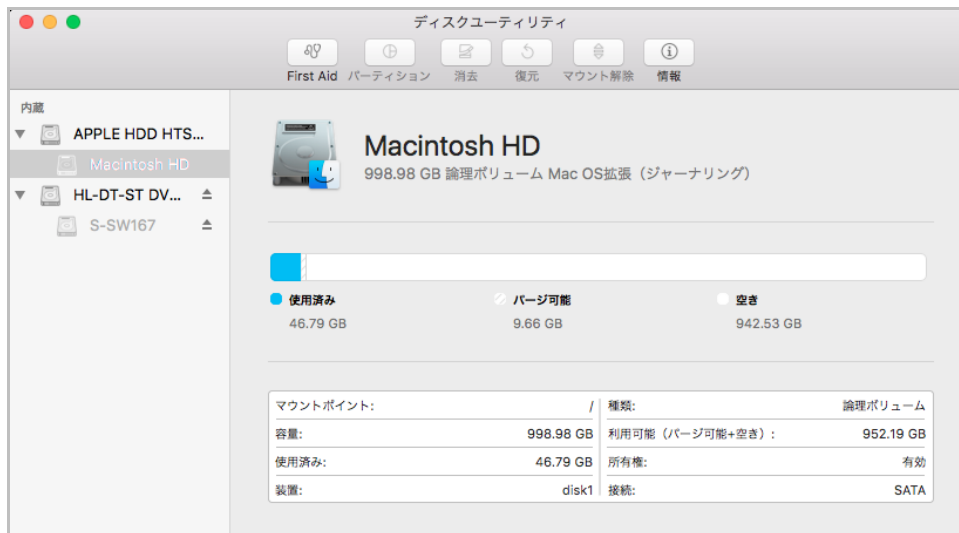 ディスクユーティリティ
First Aid パーティション 消去 復元 マウント解除 情報
内蔵
APPLE HDD HTS...
Macintosh HD
HL-DT-ST DV...
S-SW167
Macintosh HD
998.98 GB 論理ボリューム Mac OS拡張（ジャーナリング）
使用済み パージ可能 空き
46.79 GB 9.66 GB 942.53 GB
マウントポイント: / 種類: 論理ボリューム
容量: 998.98 GB 利用可能（パージ可能+空き）: 952.19 GB
使用済み: 46.79 GB 所有権: 有効
装置: disk1 接続: SATA